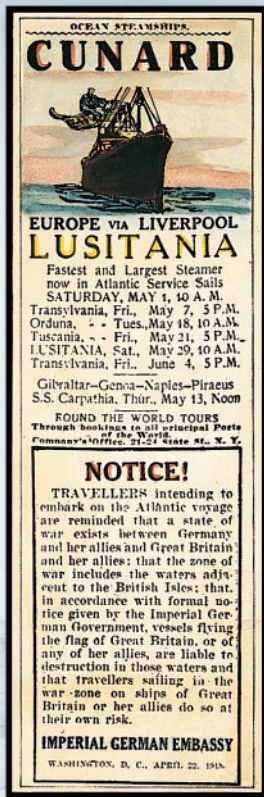 OCEAN STEAMSHIPS.
CUNARD
EUROPE VIA LIVERPOOL
LUSITANIA
Fastest and Largest Steamer
now in Atlantic Service Sails
SATURDAY, MAY 1, 10 A. M.
Transylvania, Fri., May 7, 5 P.M.
Orduna, - - Tues., May 18, 10 A.M.
Tuscania, - - Fri., May 21, 5 P.M.
LUSITANIA, Sat., May 29, 10 A.M.
Transylvania, Fri., June 4, 5 P.M.
Gibraltar–Genoa–Naples–Piraeus
S.S. Carpathia, Thur., May 13, Noon
ROUND THE WORLD TOURS
Through bookings to all principal Ports
of the World.
Company's Office, 21-24 State St., N. Y.
NOTICE!
TRAVELLERS intending to
embark on the Atlantic voyage
are reminded that a state of
war exists between Germany
and her allies and Great Britain
and her allies; that the zone of
war includes the waters adja-
cent to the British Isles; that,
in accordance with formal no-
tice given by the Imperial Ger-
man Government, vessels flying
the flag of Great Britain, or of
any of her allies, are liable to
destruction in those waters and
that travellers sailing in the
war zone on ships of Great
Britain or her allies do so at
their own risk.
IMPERIAL GERMAN EMBASSY
WASHINGTON, D. C., APRIL 22, 1915.